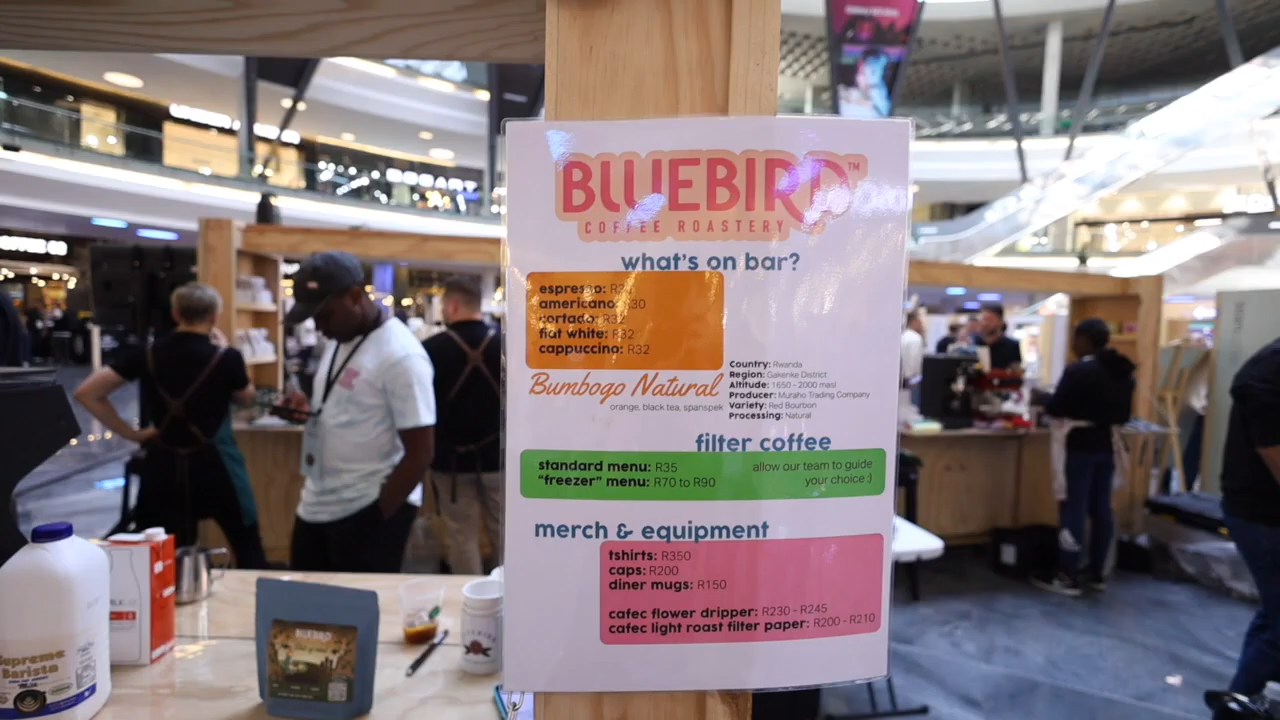 BLUEBIRD™
COFFEE ROASTERY
what's on bar?
espresso:
americano: R30
cortado: R32
flat white: R32
cappuccino: R32
Bumbogo Natural
orange, black tea, spanspek
Country: Rwanda
Region: Gakenke District
Altitude: 1650 - 2000 masl
Producer: Muraho Trading Company
Variety: Red Bourbon
Processing: Natural
filter coffee
standard menu: R35
"freezer" menu: R70 to R90
allow our team to guide
your choice :)
merch & equipment
tshirts: R350
caps: R200
diner mugs: R150
cafec flower dripper: R230 - R245
cafec light roast filter paper: R200 - R210
Supreme
Barista
BLUEBIRD